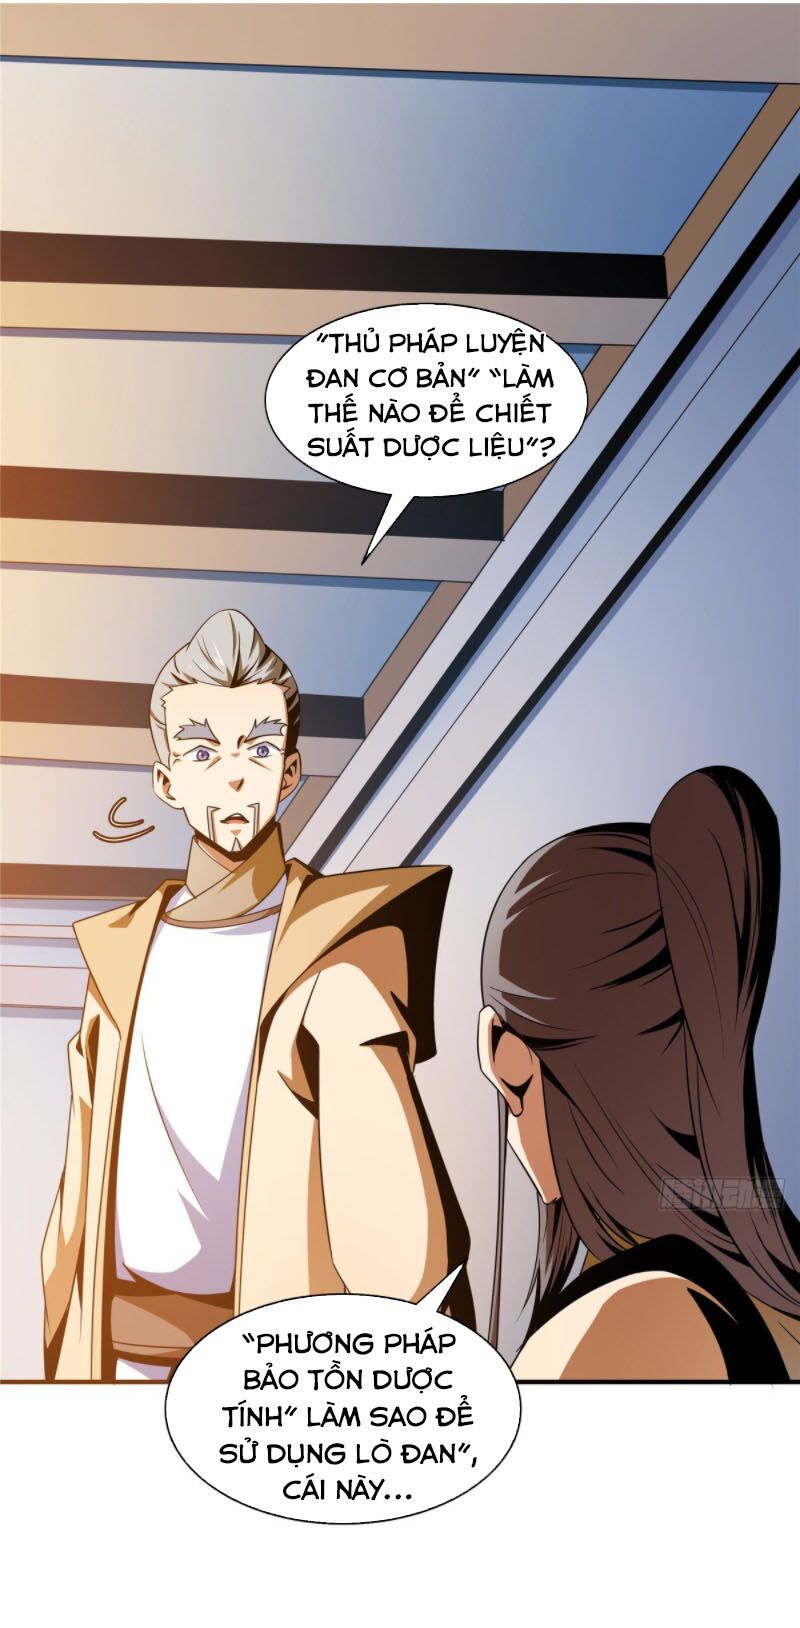 "THỦ PHÁP LUYỆN
ĐAN CƠ BẢN" "LÀM
THẾ NÀO ĐỂ CHIẾT
SUẤT DƯỢC LIỆU"?
"PHƯƠNG PHÁP
BẢO TỒN DƯỢC
TÍNH" LÀM SAO ĐỂ
SỬ DỤNG LÒ ĐAN",
CÁI NÀY...